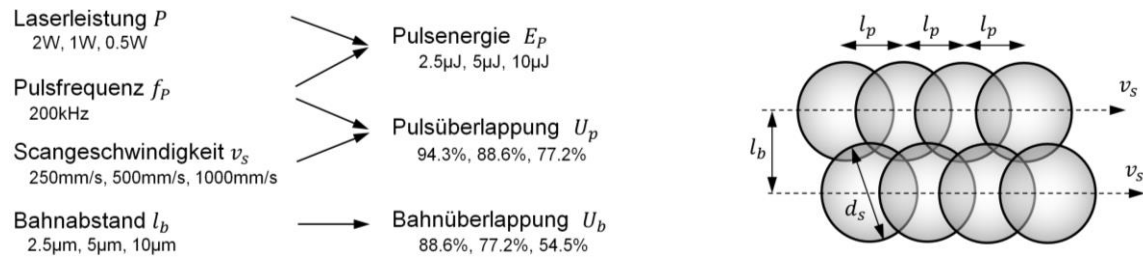 Laserleistung P
2W, 1W, 0.5W
Pulsfrequenz f_P
200kHz
Scangeschwindigkeit v_s
250mm/s, 500mm/s, 1000mm/s
Bahnabstand l_b
2.5µm, 5µm, 10µm
Pulsenergie E_P
2.5µJ, 5µJ, 10µJ
Pulsüberlappung U_p
94.3%, 88.6%, 77.2%
Bahnüberlappung U_b
88.6%, 77.2%, 54.5%
l_p l_p l_p
v_s
l_b
v_s
d_s